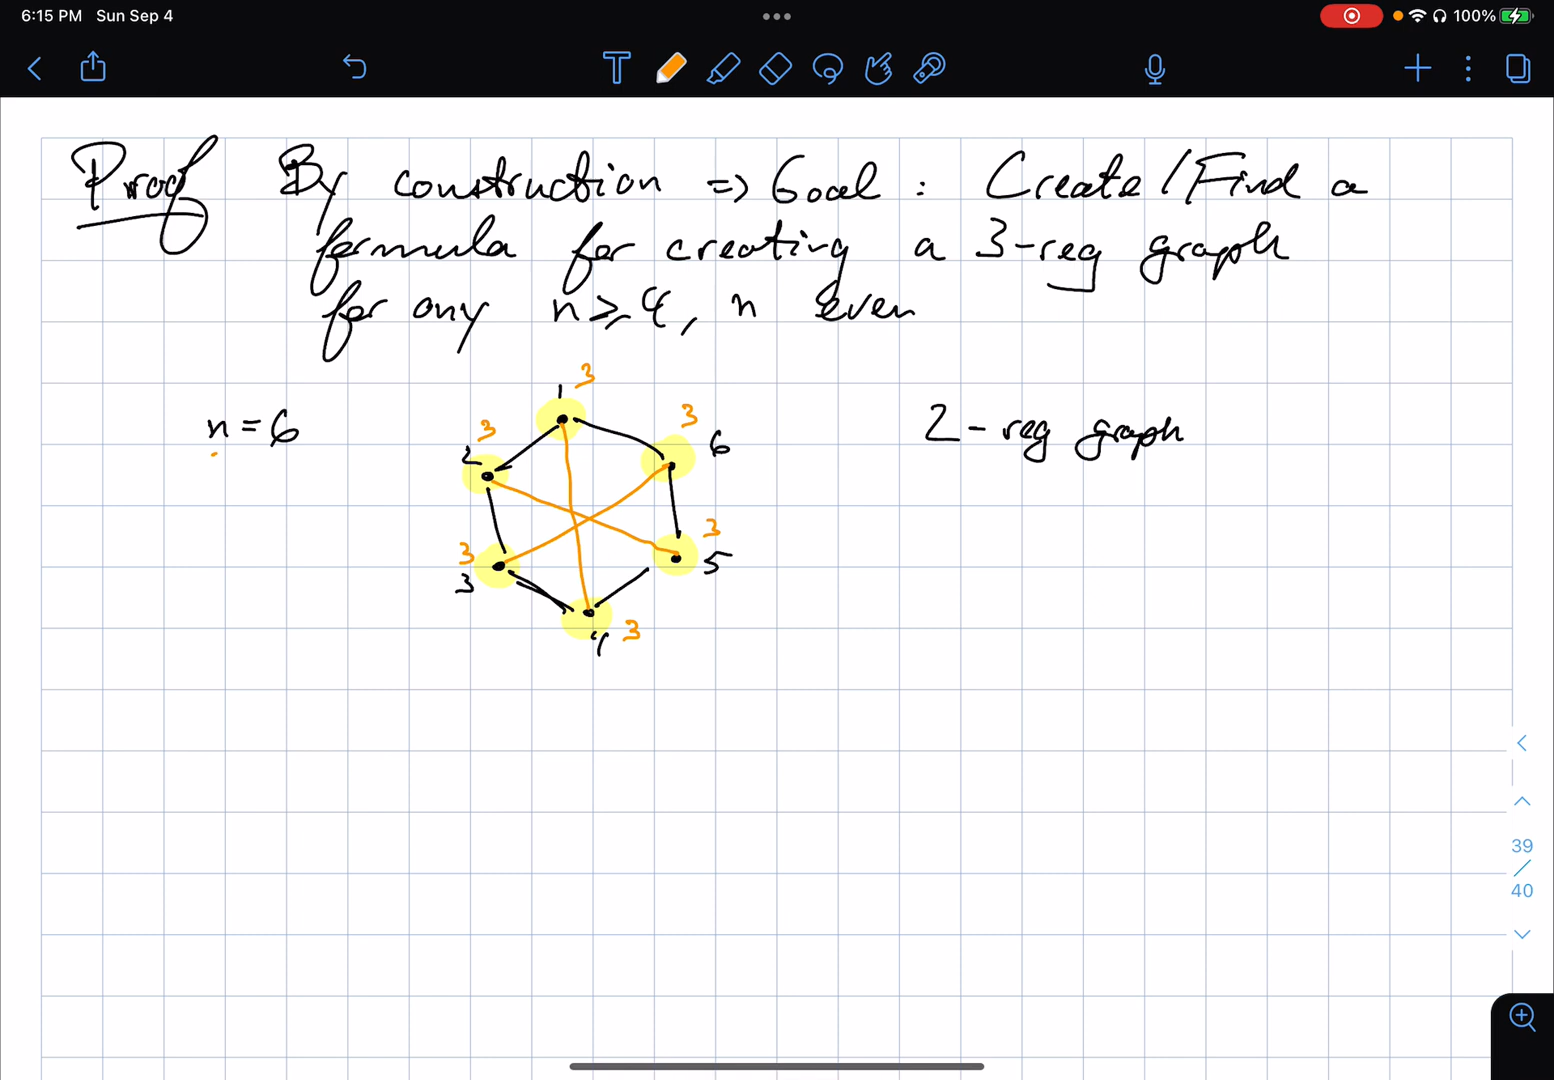 6:15 PM Sun Sep 4
100%
Proof By construction => Goal : Create/Find a
formula for creating a 3-reg graph
for any n ≥ 4, n even
n = 6
2-reg graph
1 3
3
2
3
6
3
3
3
5
4 3
39
/
40